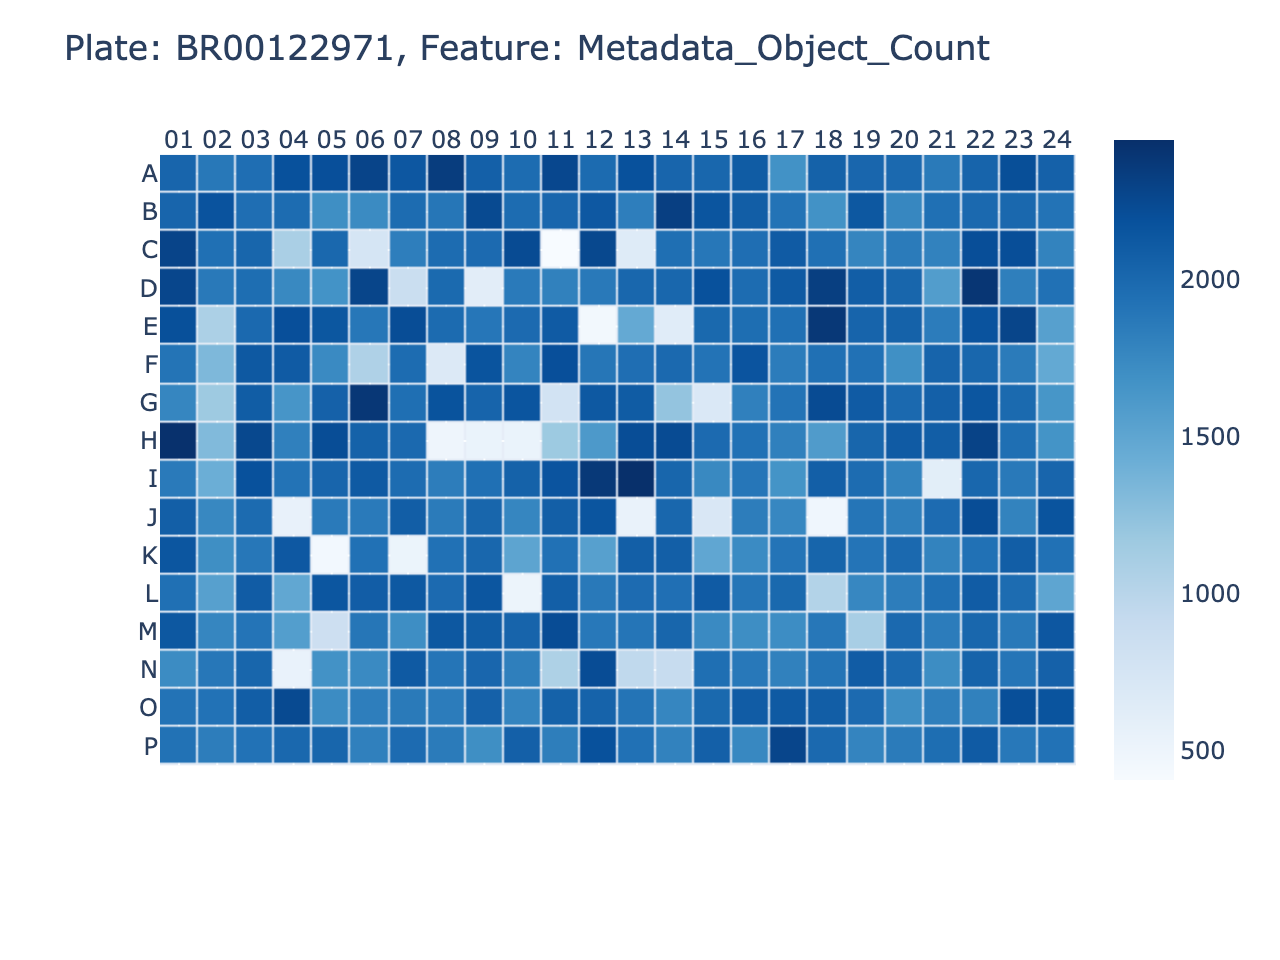 Plate: BR00122971, Feature: Metadata_Object_Count
01 02 03 04 05 06 07 08 09 10 11 12 13 14 15 16 17 18 19 20 21 22 23 24
A
B
C
D
E
F
G
H
I
J
K
L
M
N
O
P
2000
1500
1000
500